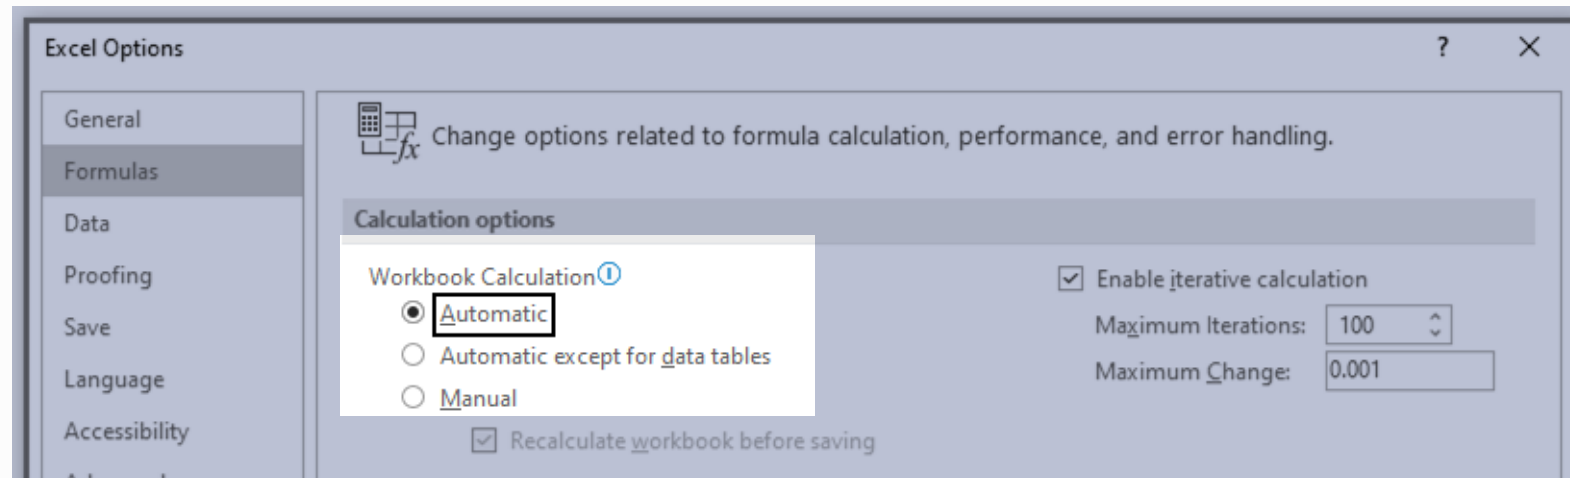 Excel Options
?
General
Formulas
Data
Proofing
Save
Language
Accessibility
fx Change options related to formula calculation, performance, and error handling.
Calculation options
Workbook Calculation
Automatic
Automatic except for data tables
Manual
Recalculate workbook before saving
Enable iterative calculation
Maximum Iterations: 100
Maximum Change: 0.001